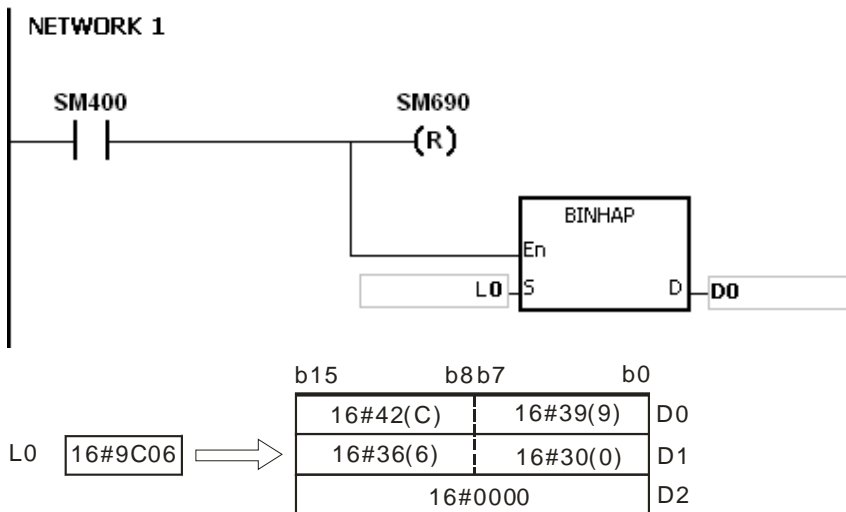 NETWORK 1
SM400 SM690
(R)
BINHAP
En
L0 S D D0
b15 b8 b7 b0
16#42(C) 16#39(9) D0
L0 16#9C06 16#36(6) 16#30(0) D1
16#0000 D2